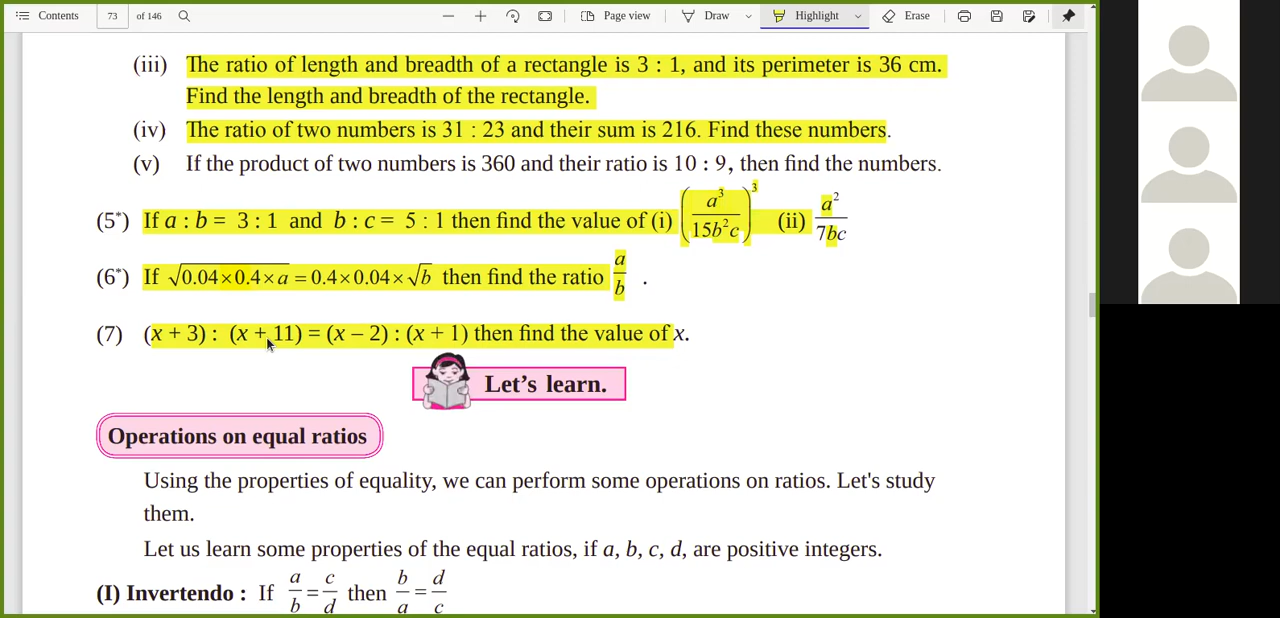 Contents 73 of 146 Page view Draw Highlight Erase
(iii) The ratio of length and breadth of a rectangle is 3 : 1, and its perimeter is 36 cm.
Find the length and breadth of the rectangle.
(iv) The ratio of two numbers is 31 : 23 and their sum is 216. Find these numbers.
(v) If the product of two numbers is 360 and their ratio is 10 : 9, then find the numbers.
(5*) If a : b = 3 : 1 and b : c = 5 : 1 then find the value of (i) (a³/15b²c)³ (ii) a²/7bc
(6*) If √0.04×0.4×a = 0.4×0.04×√b then find the ratio a/b .
(7) (x + 3) : (x + 11) = (x − 2) : (x + 1) then find the value of x.
Let's learn.
Operations on equal ratios
Using the properties of equality, we can perform some operations on ratios. Let's study
them.
Let us learn some properties of the equal ratios, if a, b, c, d, are positive integers.
(I) Invertendo : If a/b = c/d then b/a = d/c